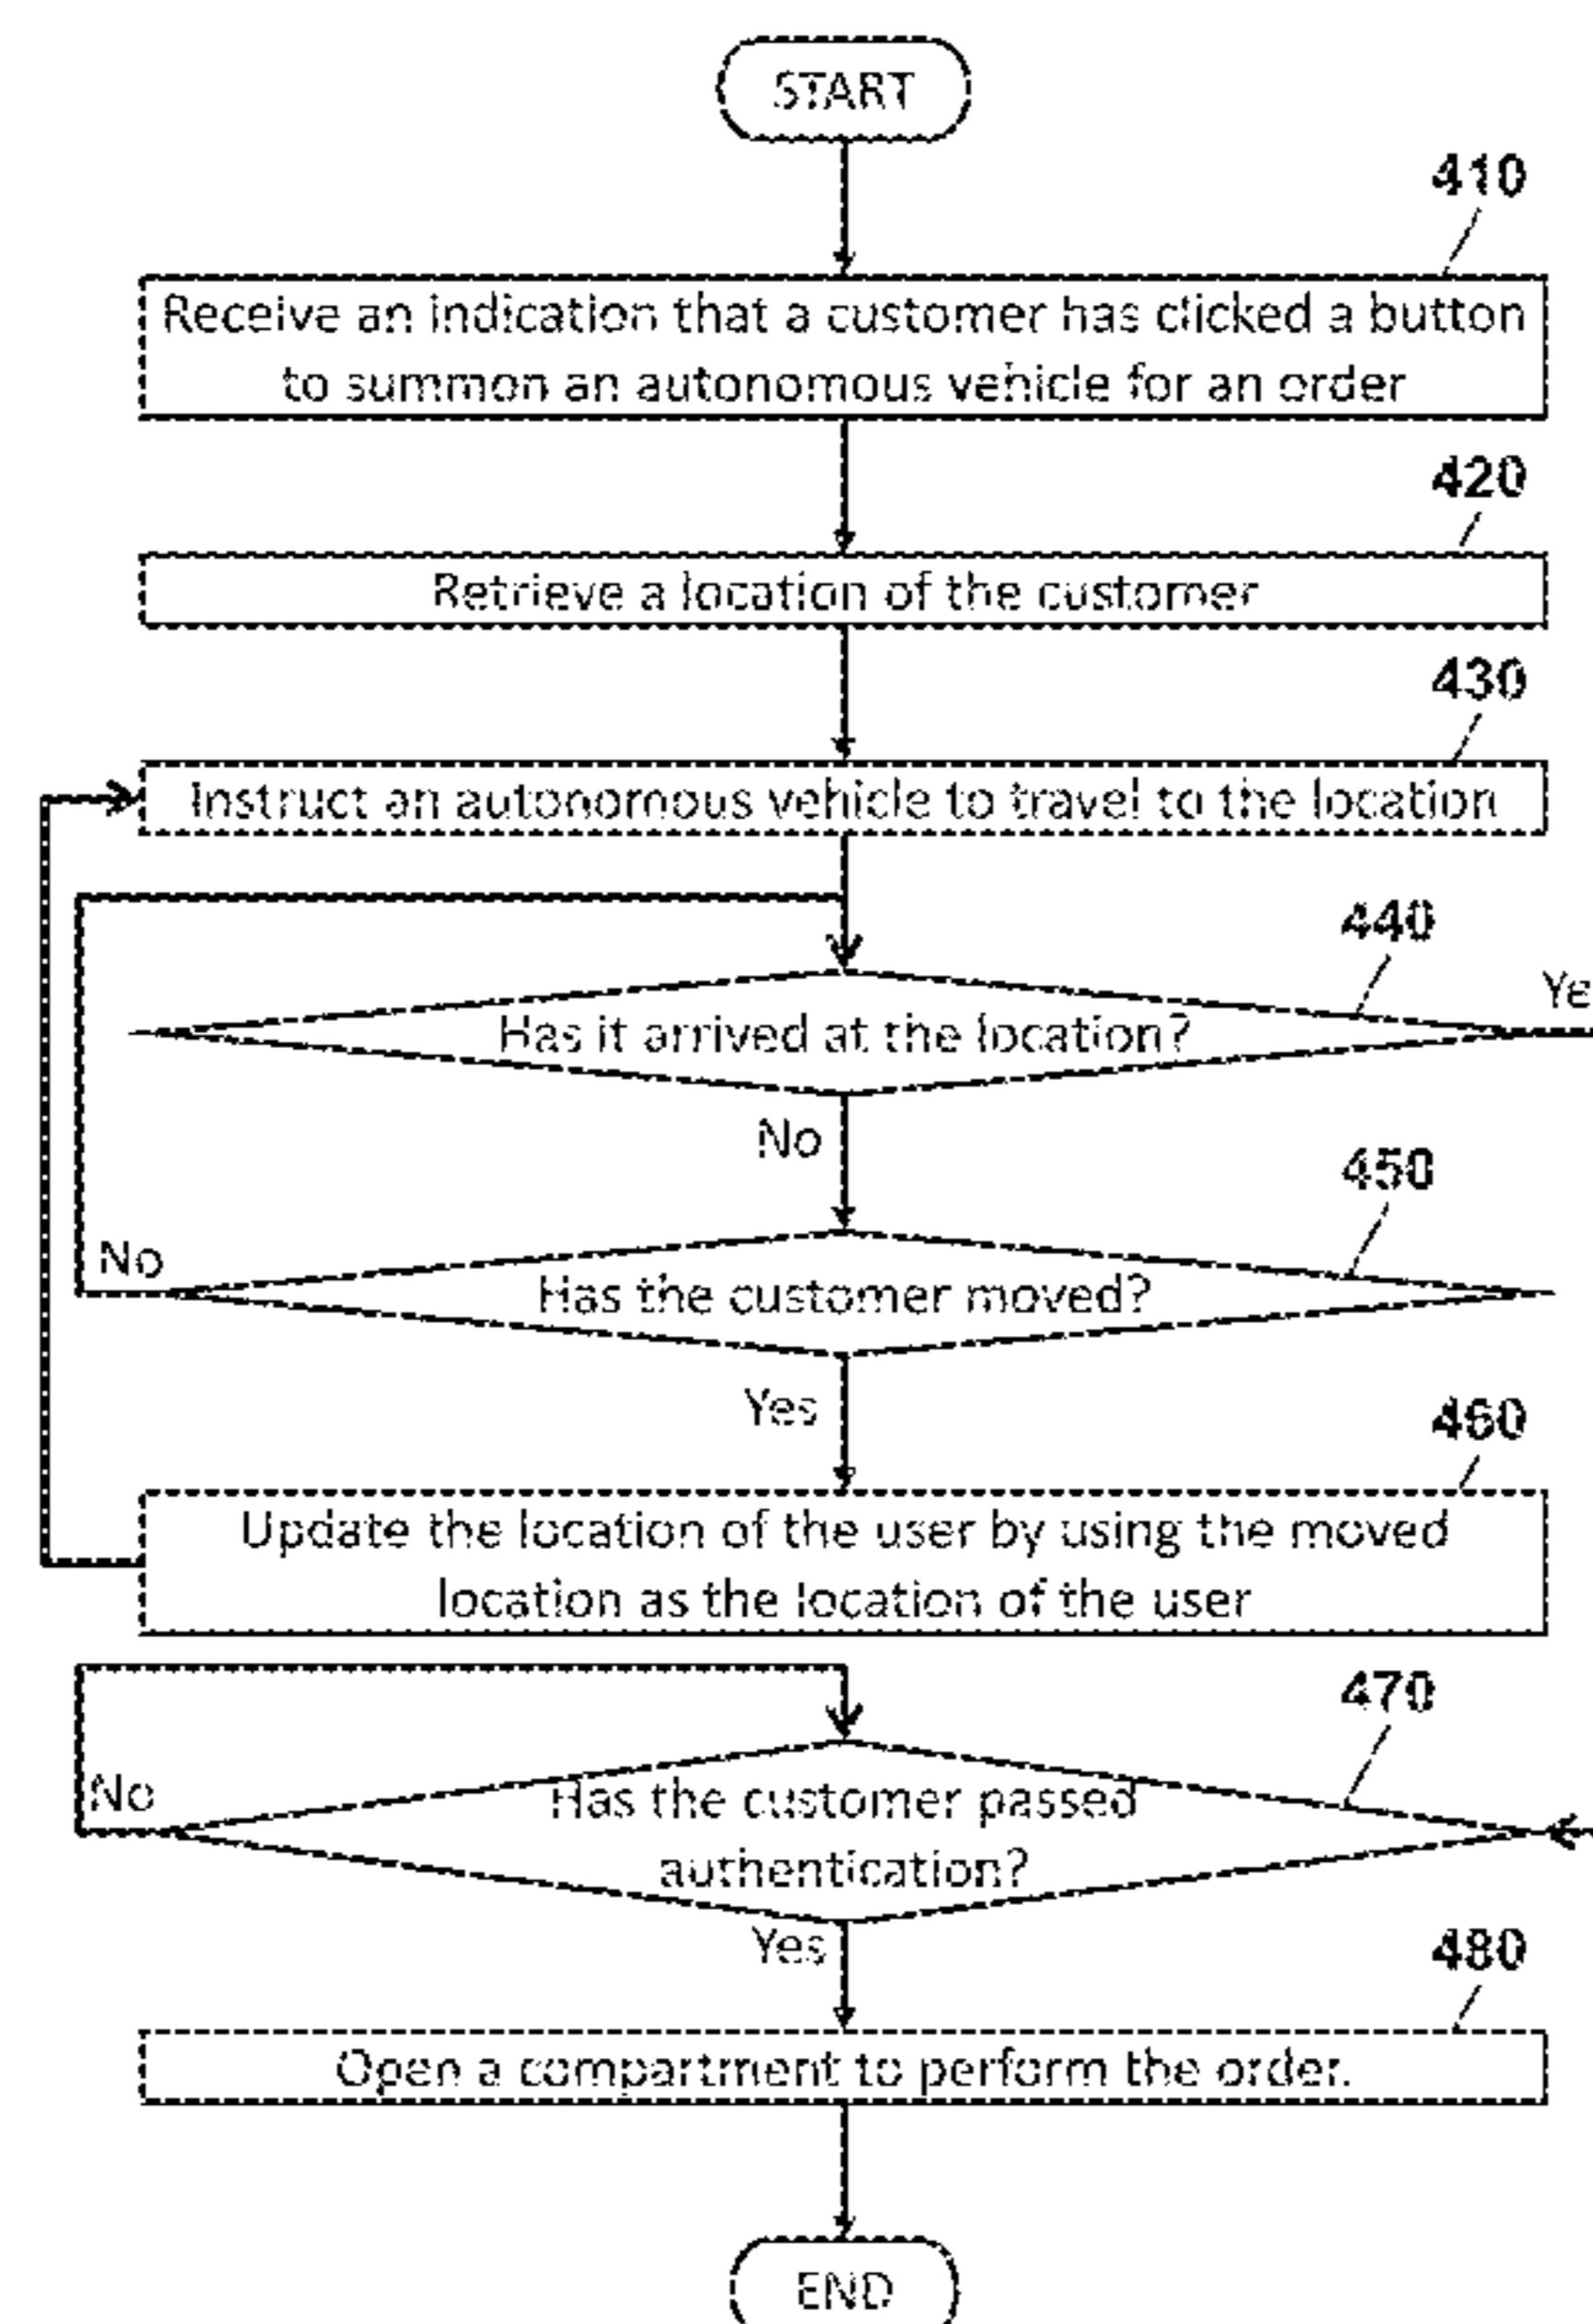 START
410
Receive an indication that a customer has clicked a button
to summon an autonomous vehicle for an order
420
Retrieve a location of the customer
430
Instruct an autonomous vehicle to travel to the location
440
Ye
Has it arrived at the location?
No
450
No
Has the customer moved?
Yes
460
Update the location of the user by using the moved
location as the location of the user
470
No
Has the customer passed
authentication?
Yes
480
Open a compartment to perform the order.
END